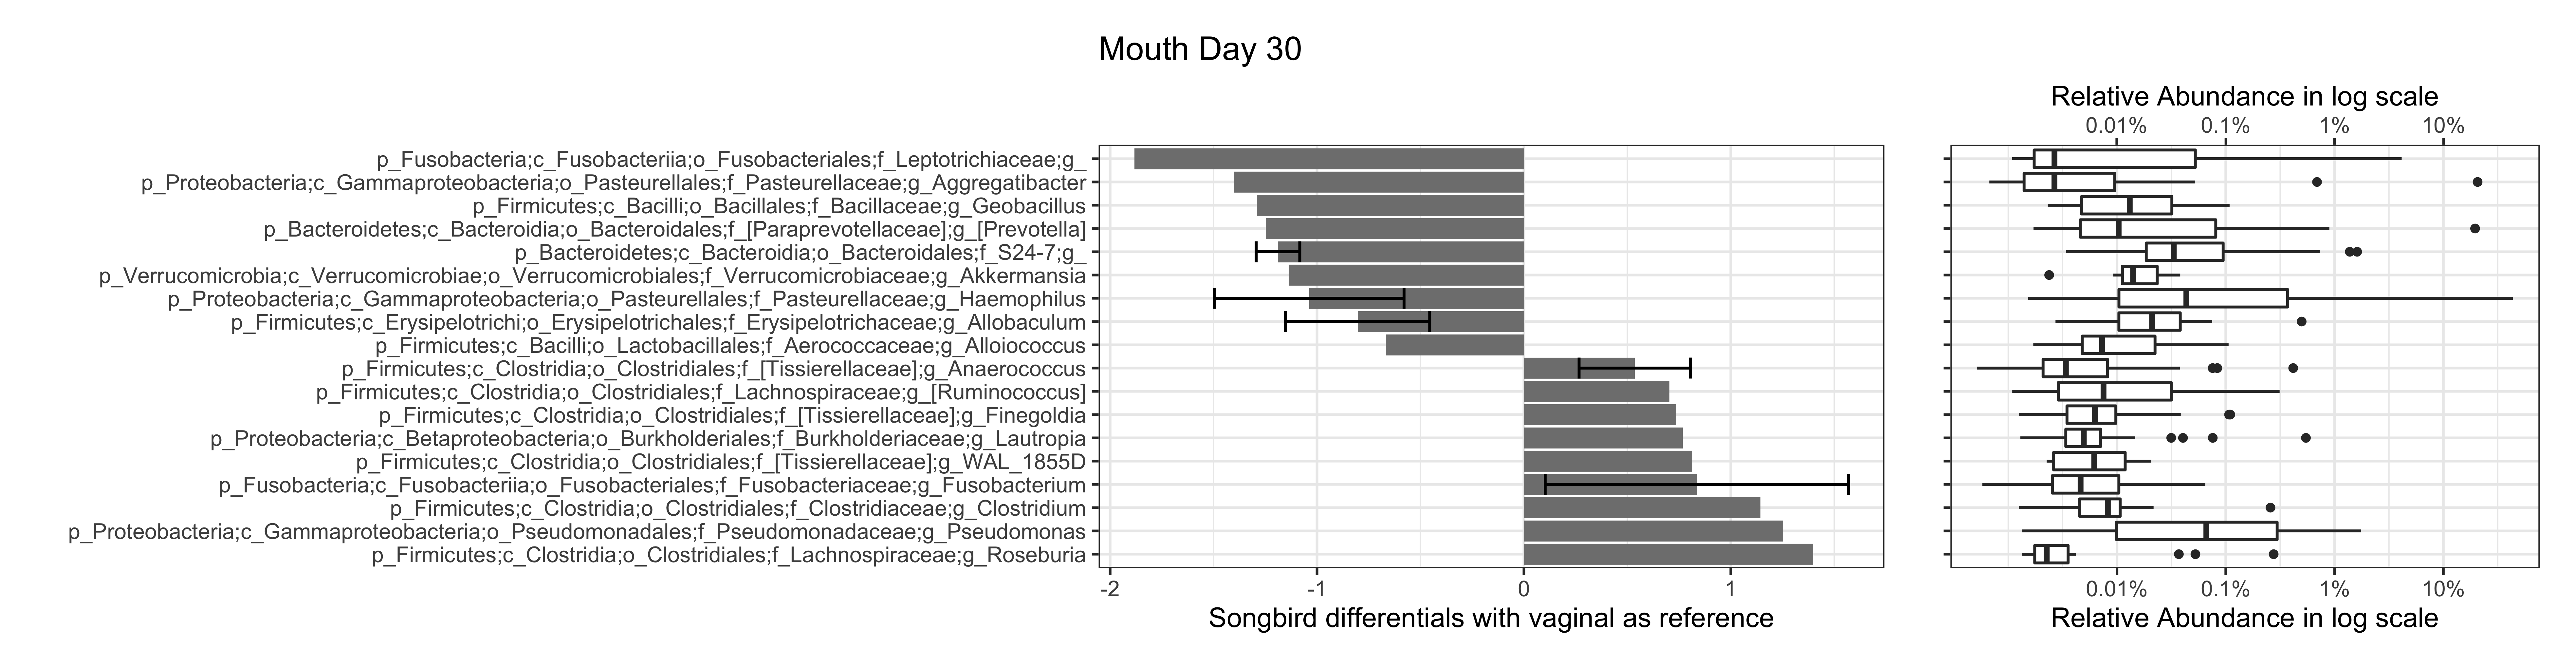 Mouth Day 30
Relative Abundance in log scale
0.01% 0.1% 1% 10%
p_Fusobacteria;c_Fusobacteriia;o_Fusobacteriales;f_Leptotrichiaceae;g_
p_Proteobacteria;c_Gammaproteobacteria;o_Pasteurellales;f_Pasteurellaceae;g_Aggregatibacter
p_Firmicutes;c_Bacilli;o_Bacillales;f_Bacillaceae;g_Geobacillus
p_Bacteroidetes;c_Bacteroidia;o_Bacteroidales;f_[Paraprevotellaceae];g_[Prevotella]
p_Bacteroidetes;c_Bacteroidia;o_Bacteroidales;f_S24-7;g_
p_Verrucomicrobia;c_Verrucomicrobiae;o_Verrucomicrobiales;f_Verrucomicrobiaceae;g_Akkermansia
p_Proteobacteria;c_Gammaproteobacteria;o_Pasteurellales;f_Pasteurellaceae;g_Haemophilus
p_Firmicutes;c_Erysipelotrichi;o_Erysipelotrichales;f_Erysipelotrichaceae;g_Allobaculum
p_Firmicutes;c_Bacilli;o_Lactobacillales;f_Aerococcaceae;g_Alloiococcus
p_Firmicutes;c_Clostridia;o_Clostridiales;f_[Tissierellaceae];g_Anaerococcus
p_Firmicutes;c_Clostridia;o_Clostridiales;f_Lachnospiraceae;g_[Ruminococcus]
p_Firmicutes;c_Clostridia;o_Clostridiales;f_[Tissierellaceae];g_Finegoldia
p_Proteobacteria;c_Betaproteobacteria;o_Burkholderiales;f_Burkholderiaceae;g_Lautropia
p_Firmicutes;c_Clostridia;o_Clostridiales;f_[Tissierellaceae];g_WAL_1855D
p_Fusobacteria;c_Fusobacteriia;o_Fusobacteriales;f_Fusobacteriaceae;g_Fusobacterium
p_Firmicutes;c_Clostridia;o_Clostridiales;f_Clostridiaceae;g_Clostridium
p_Proteobacteria;c_Gammaproteobacteria;o_Pseudomonadales;f_Pseudomonadaceae;g_Pseudomonas
p_Firmicutes;c_Clostridia;o_Clostridiales;f_Lachnospiraceae;g_Roseburia
-2 -1 0 1
Songbird differentials with vaginal as reference
0.01% 0.1% 1% 10%
Relative Abundance in log scale